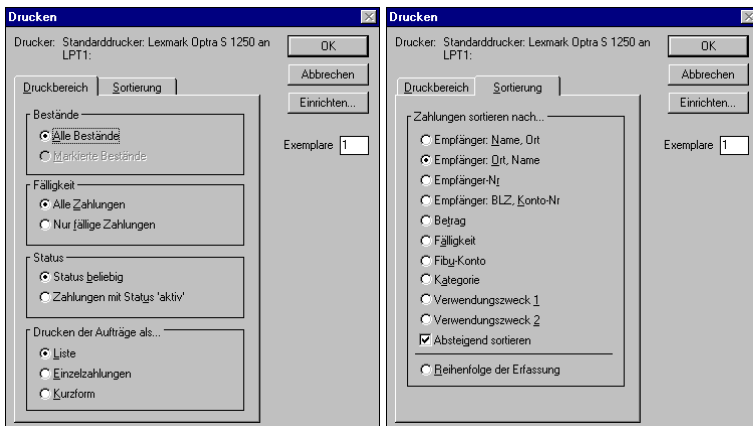 Drucken
Drucker: Standarddrucker: Lexmark Optra S 1250 an
LPT1:
OK
Abbrechen
Einrichten...
Druckbereich
Sortierung
Exemplare 1
Bestände
Alle Bestände
Markierte Bestände
Fälligkeit
Alle Zahlungen
Nur fällige Zahlungen
Status
Status beliebig
Zahlungen mit Status 'aktiv'
Drucken der Aufträge als...
Liste
Einzelzahlungen
Kurzform
Drucken
Drucker: Standarddrucker: Lexmark Optra S 1250 an
LPT1:
OK
Abbrechen
Einrichten...
Druckbereich
Sortierung
Exemplare 1
Zahlungen sortieren nach...
Empfänger: Name, Ort
Empfänger: Ort, Name
Empfänger-Nr
Empfänger: BLZ, Konto-Nr
Betrag
Fälligkeit
Fiby-Konto
Kategorie
Verwendungszweck 1
Verwendungszweck 2
Absteigend sortieren
Reihenfolge der Erfassung